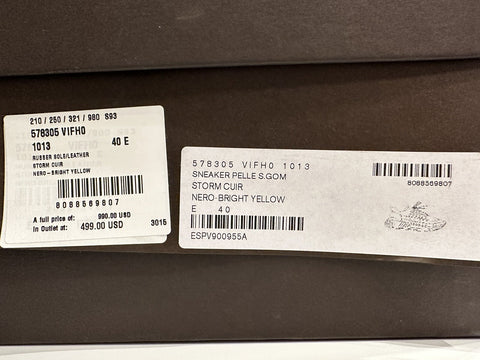 210 / 250 / 321 / 980 S93
578305 VIFH0
1013 40 E
RUBBER SOLE/LEATHER
STORM CUIR
NERO-BRIGHT YELLOW
8088569807
A full price of: 990.00 USD
In Outlet at: 499.00 USD 3015
578305 VIFH0 1013
SNEAKER PELLE S.GOM
STORM CUIR
NERO-BRIGHT YELLOW
E 40
ESPV900955A
8088569807